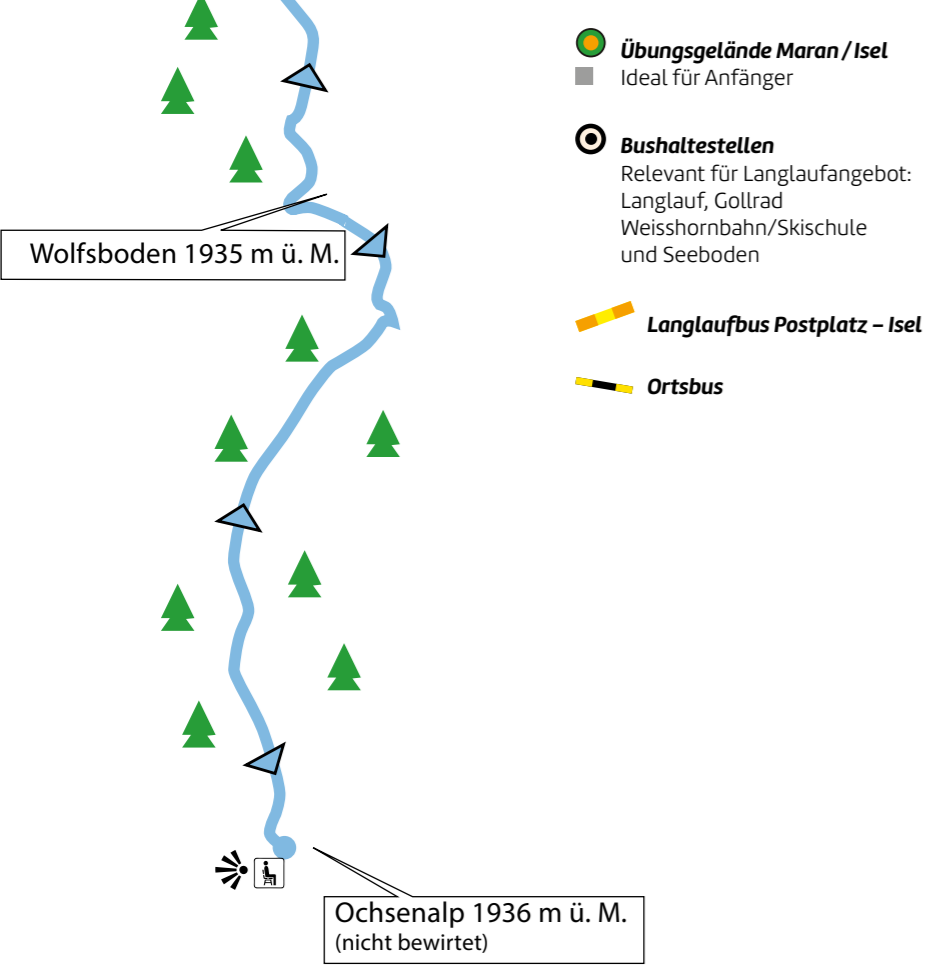 Übungsgelände Maran / Isel
Ideal für Anfänger
Bushaltestellen
Relevant für Langlaufangebot:
Langlauf, Gollrad
Weisshornbahn/Skischule
und Seeboden
Langlaufbus Postplatz – Isel
Ortsbus
Wolfsboden 1935 m ü. M.
Ochsenalp 1936 m ü. M.
(nicht bewirtet)